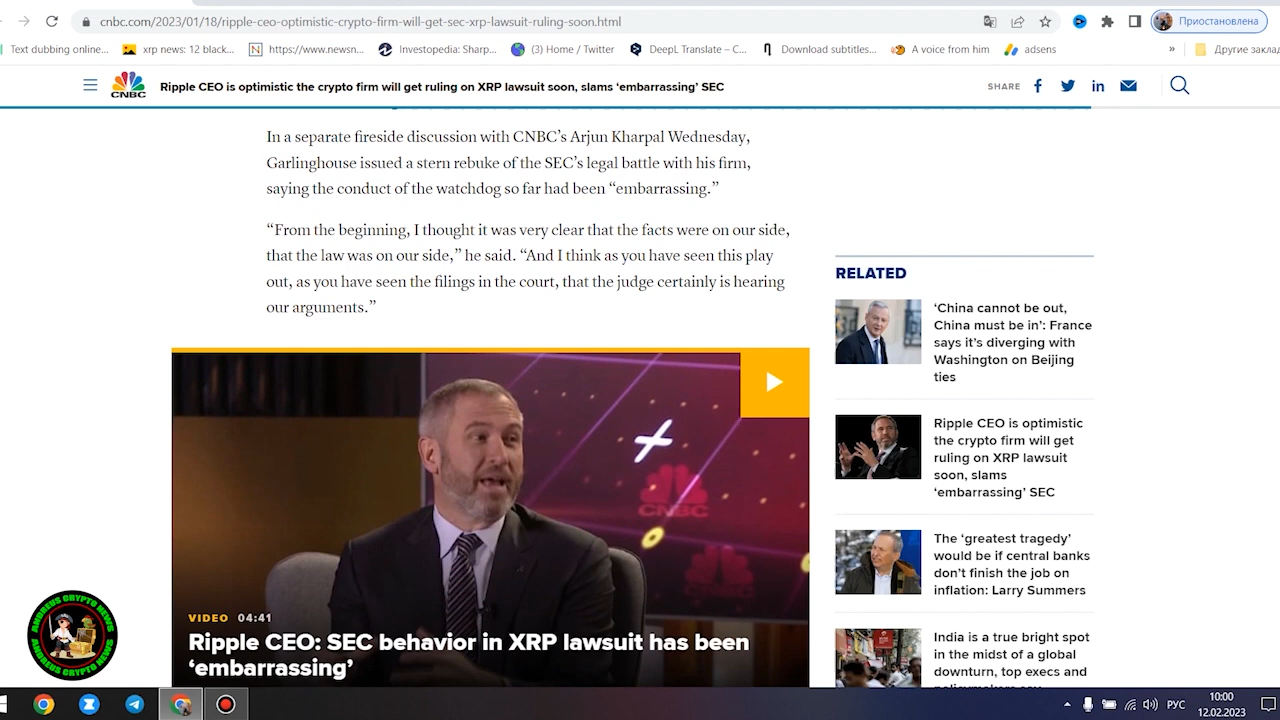 cnbc.com/2023/01/18/ripple-ceo-optimistic-crypto-firm-will-get-sec-xrp-lawsuit-ruling-soon.html
Приостановлена
Text dubbing online...
xrp news: 12 black...
https://www.newsn...
Investopedia: Sharp...
(3) Home / Twitter
DeepL Translate – C...
Download subtitles...
A voice from him
adsens
»
Другие заклад
CNBC
Ripple CEO is optimistic the crypto firm will get ruling on XRP lawsuit soon, slams ‘embarrassing’ SEC
SHARE
In a separate fireside discussion with CNBC’s Arjun Kharpal Wednesday,
Garlinghouse issued a stern rebuke of the SEC’s legal battle with his firm,
saying the conduct of the watchdog so far had been “embarrassing.”
“From the beginning, I thought it was very clear that the facts were on our side,
that the law was on our side,” he said. “And I think as you have seen this play
out, as you have seen the filings in the court, that the judge certainly is hearing
our arguments.”
CNBC
VIDEO 04:41
Ripple CEO: SEC behavior in XRP lawsuit has been
‘embarrassing’
RELATED
‘China cannot be out,
China must be in’: France
says it’s diverging with
Washington on Beijing
ties
Ripple CEO is optimistic
the crypto firm will get
ruling on XRP lawsuit
soon, slams
‘embarrassing’ SEC
The ‘greatest tragedy’
would be if central banks
don’t finish the job on
inflation: Larry Summers
India is a true bright spot
in the midst of a global
downturn, top execs and
ANDREUS CRYPTO NEWS
ANDREUS CRYPTO NEWS
РУС
10:00
12.02.2023